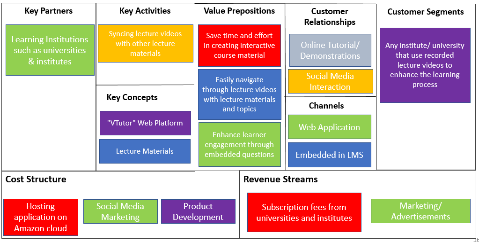 Key Partners
Learning Institutions
such as universities
& institutes
Key Activities
Syncing lecture videos
with other lecture
materials
Key Concepts
"VTutor" Web Platform
Lecture Materials
Value Prepositions
Save time and effort
in creating interactive
course material
Easily navigate
through lecture videos
with lecture materials
and topics
Enhance learner
engagement through
embedded questions
Customer
Relationships
Online Tutorial/
Demonstrations
Social Media
Interaction
Channels
Web Application
Embedded in LMS
Customer Segments
Any institute/ university
that use recorded
lecture videos to
enhance the learning
process
Cost Structure
Hosting
application on
Amazon cloud
Social Media
Marketing
Product
Development
Revenue Streams
Subscription fees from
universities and institutes
Marketing/
Advertisements